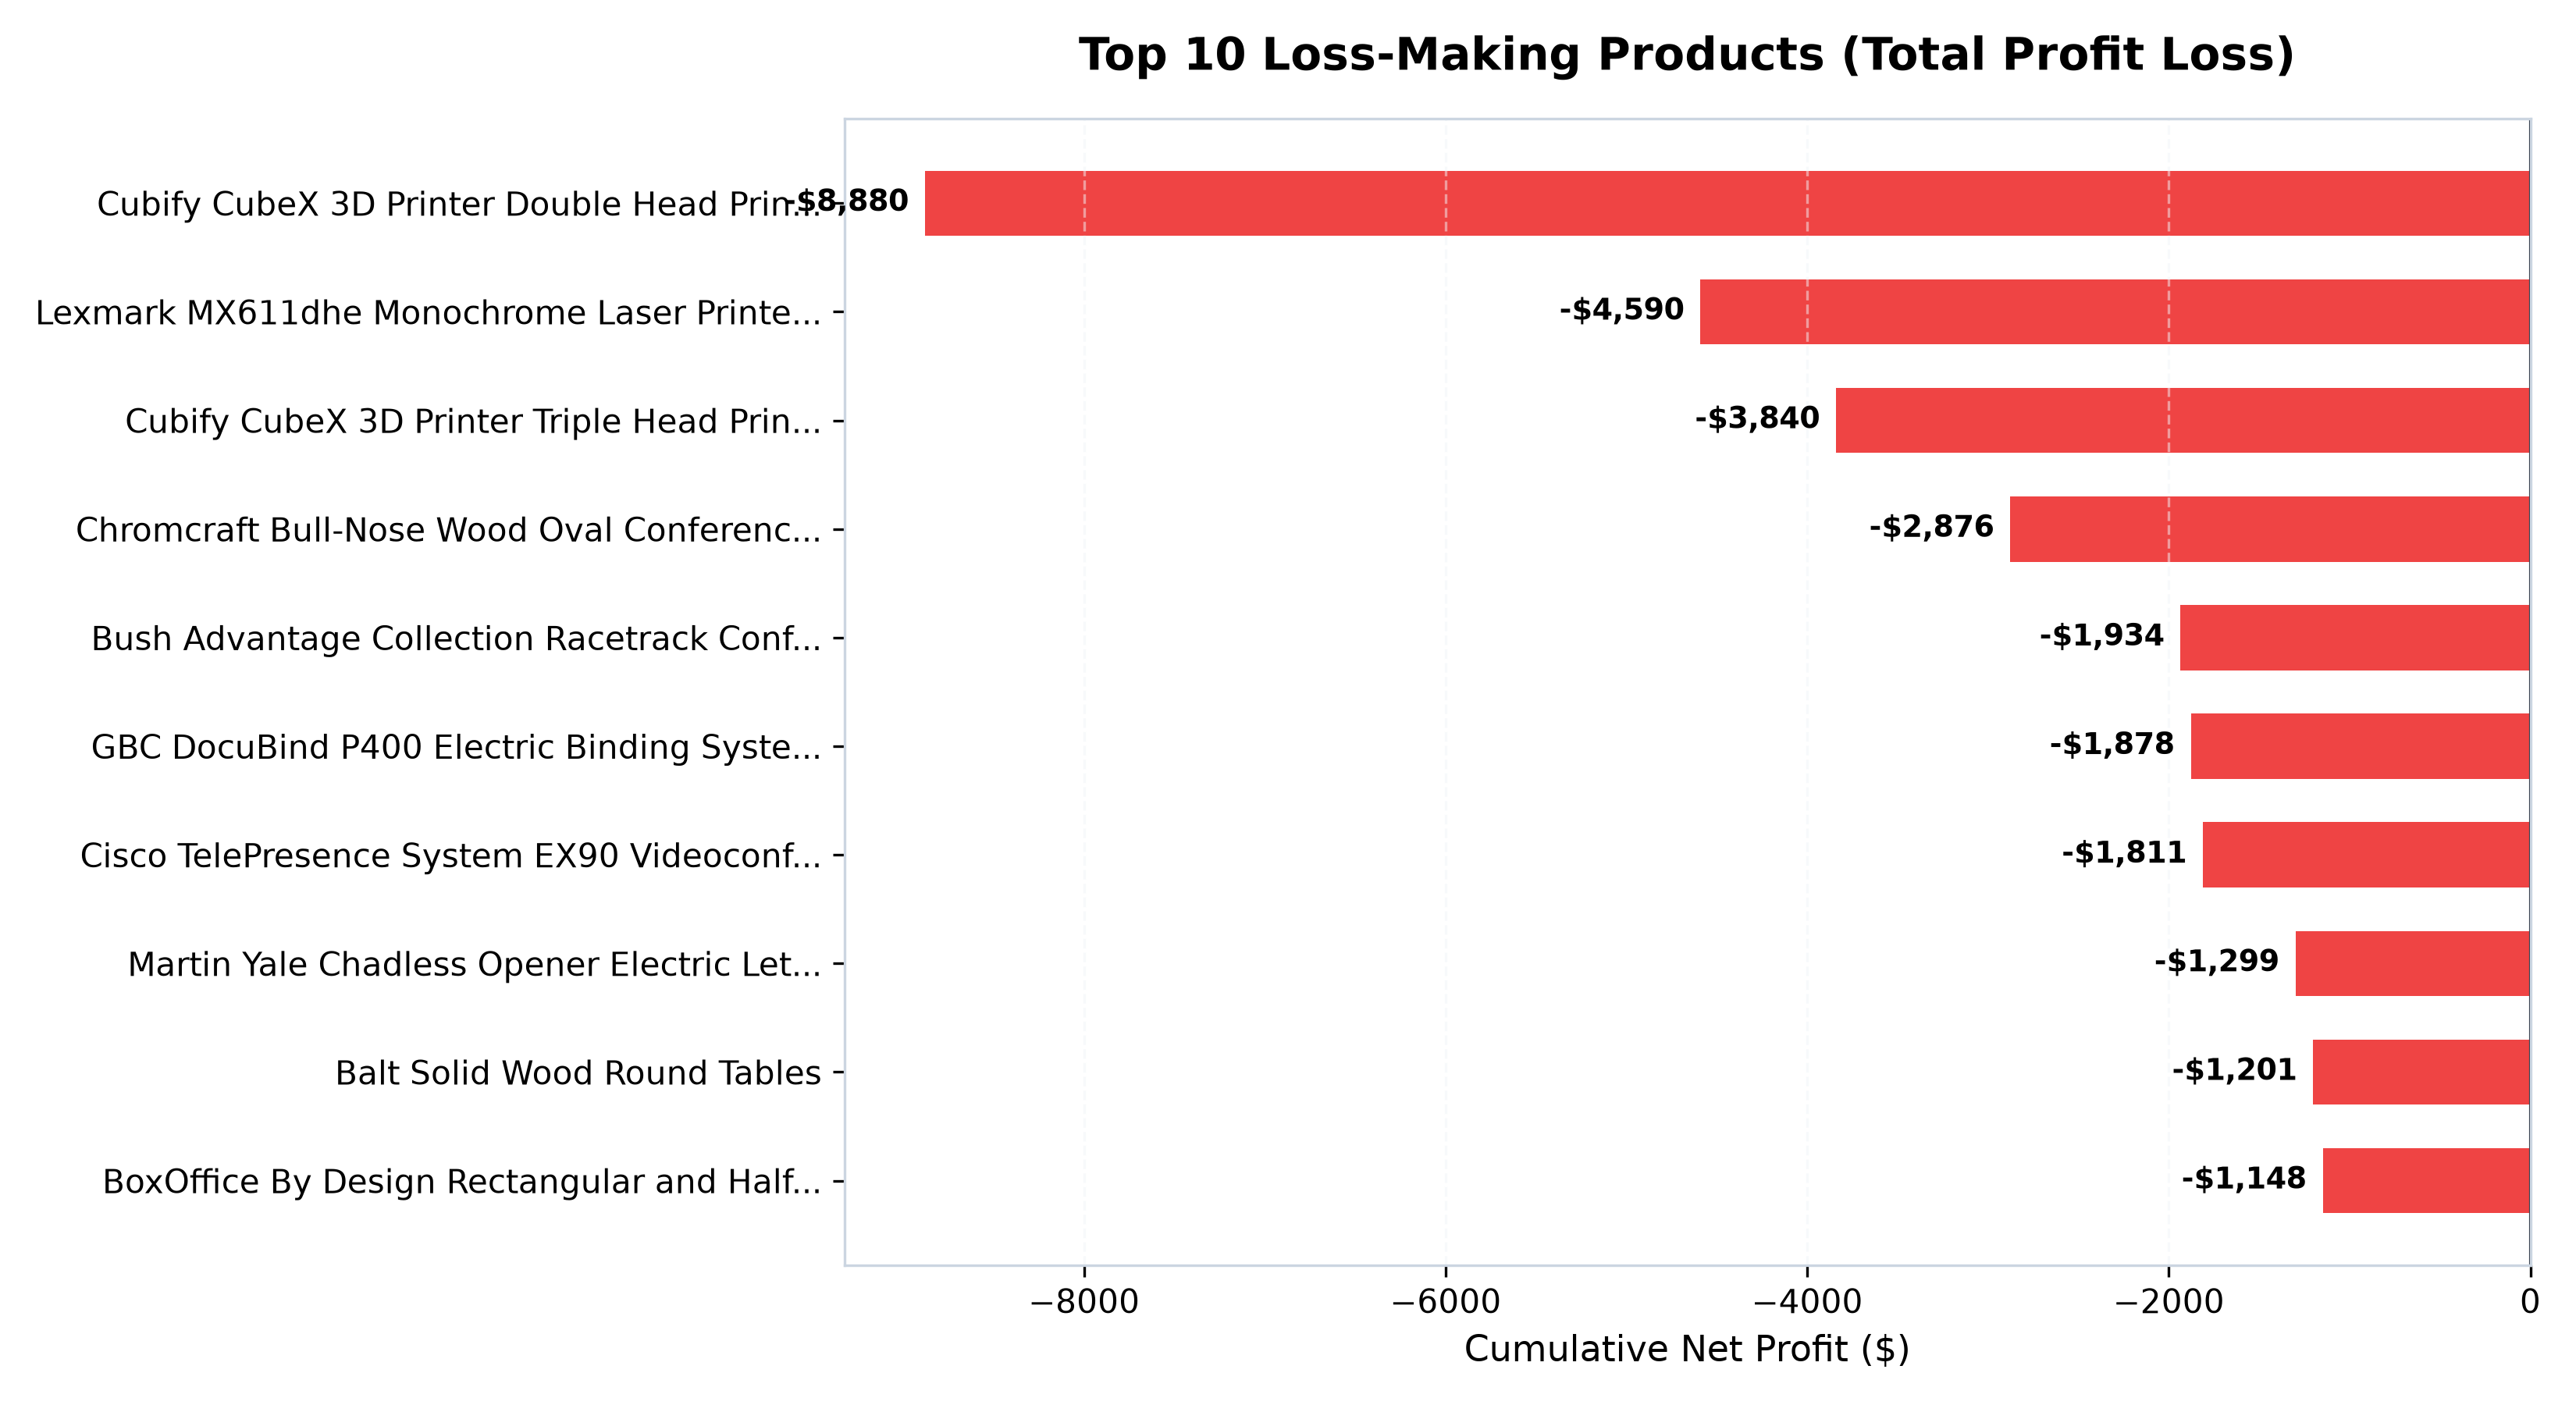 Top 10 Loss-Making Products (Total Profit Loss)
Cubify CubeX 3D Printer Double Head Prin... -$8,880
Lexmark MX611dhe Monochrome Laser Printe... -$4,590
Cubify CubeX 3D Printer Triple Head Prin... -$3,840
Chromcraft Bull-Nose Wood Oval Conferenc... -$2,876
Bush Advantage Collection Racetrack Conf... -$1,934
GBC DocuBind P400 Electric Binding Syste... -$1,878
Cisco TelePresence System EX90 Videoconf... -$1,811
Martin Yale Chadless Opener Electric Let... -$1,299
Balt Solid Wood Round Tables -$1,201
BoxOffice By Design Rectangular and Half... -$1,148
−8000 −6000 −4000 −2000 0
Cumulative Net Profit ($)